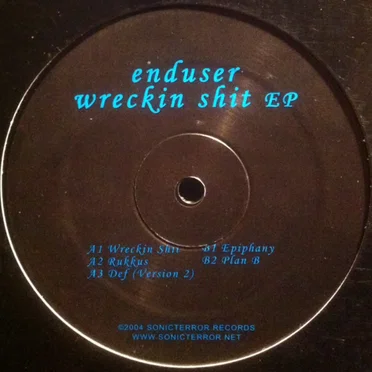 enduser
wreckin shit EP
A1 Wreckin Shit
A2 Rukkus
A3 Def (Version 2)
B1 Epiphany
B2 Plan B
©2004 SONICTERROR RECORDS
WWW.SONICTERROR.NET